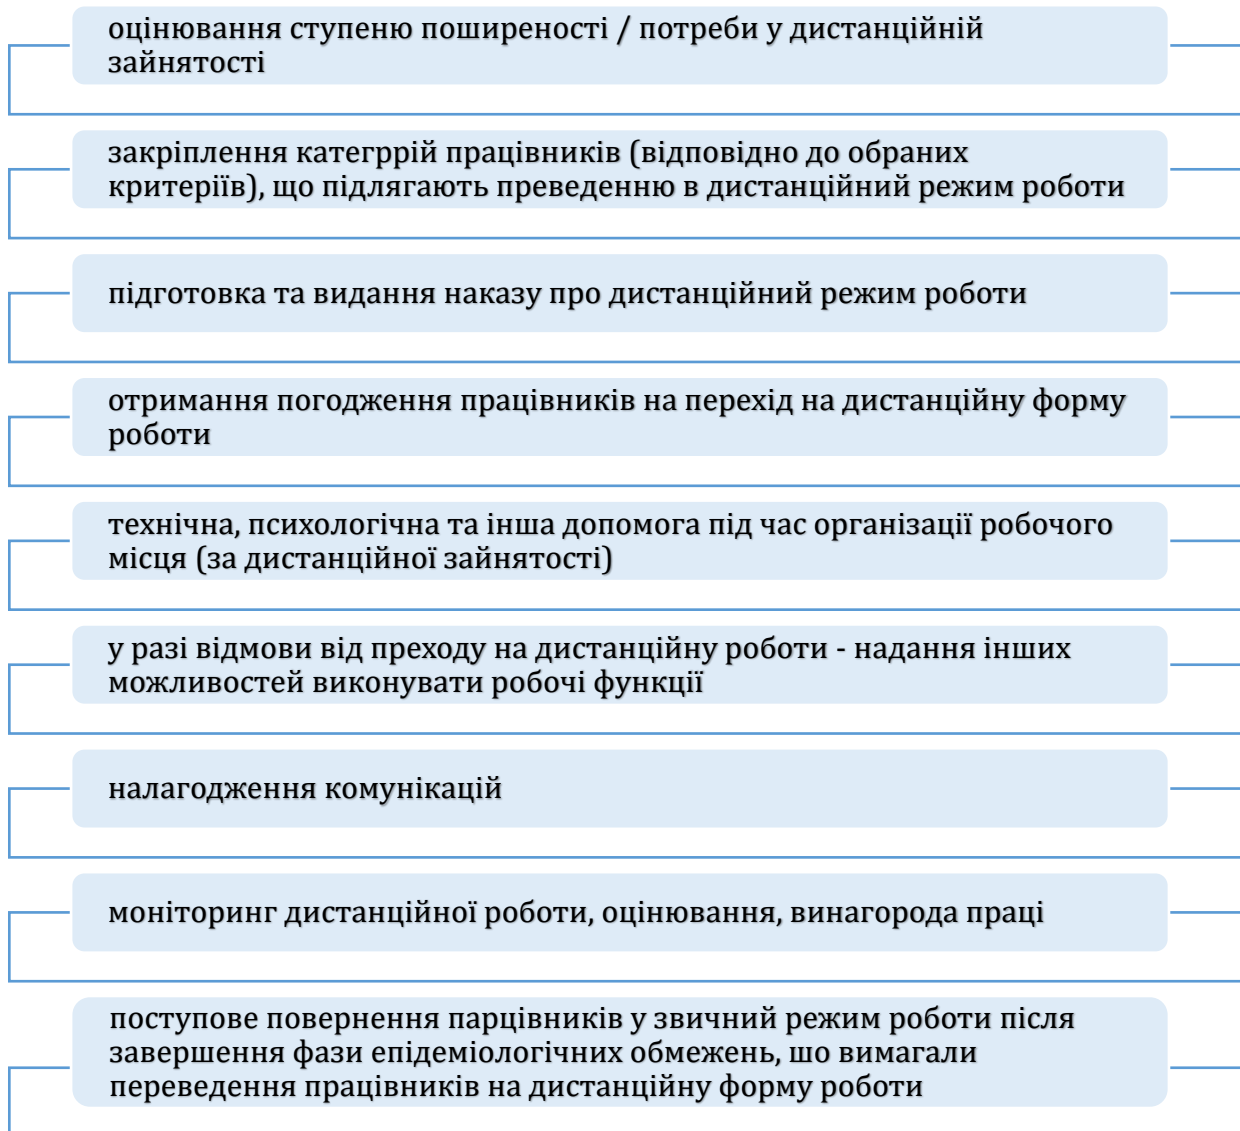 оцінювання ступеню поширеності / потреби у дистанційній
зайнятості
закріплення категррій працівників (відповідно до обраних
критеріїв), що підлягають преведенню в дистанційний режим роботи
підготовка та видання наказу про дистанційний режим роботи
отримання погодження працівників на перехід на дистанційну форму
роботи
технічна, психологічна та інша допомога під час організації робочого
місця (за дистанційної зайнятості)
у разі відмови від преходу на дистанційну роботи - надання інших
можливостей виконувати робочі функції
налагодження комунікацій
моніторинг дистанційної роботи, оцінювання, винагорода праці
поступове повернення парцівників у звичний режим роботи після
завершення фази епідеміологічних обмежень, шо вимагали
переведення працівників на дистанційну форму роботи